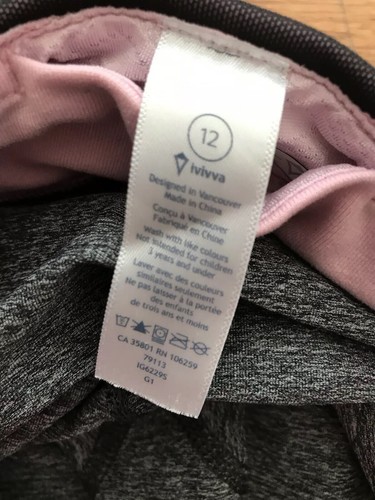 12
ivivva
Designed in Vancouver
Made in China
Conçu à Vancouver
Fabriqué en Chine
Wash with like colours
Not intended for children
3 years and under
Laver avec des couleurs
similaires seulement
Ne pas laisser à la portée
des enfants
de trois ans et moins
CA 35801 RN 106259
79113
IG6229S
G1